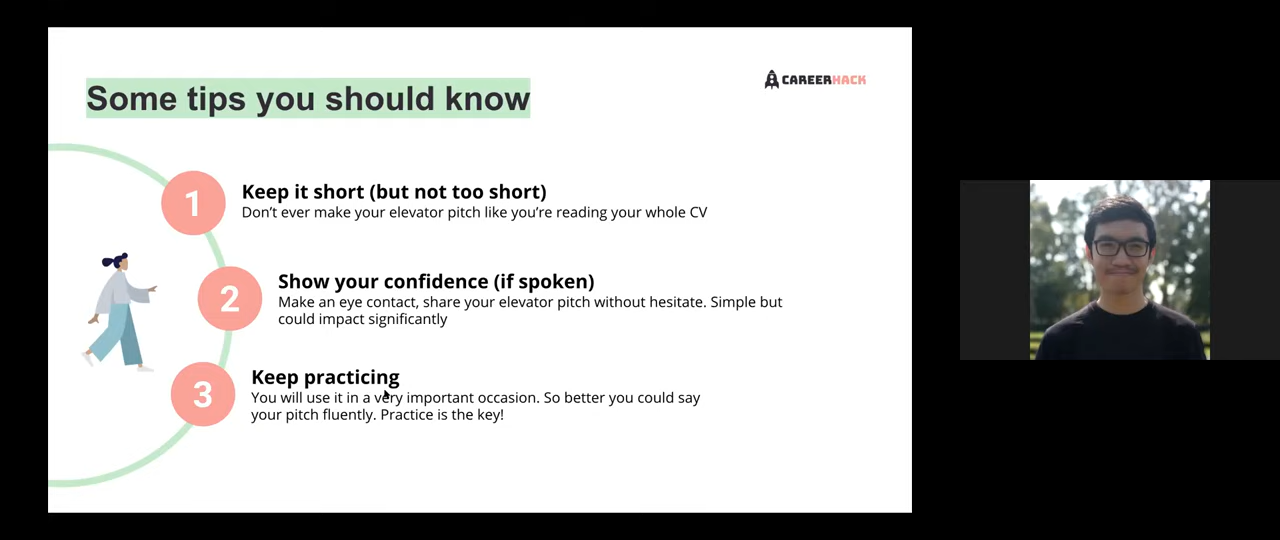 Some tips you should know
CAREERHACK
1
Keep it short (but not too short)
Don’t ever make your elevator pitch like you’re reading your whole CV
2
Show your confidence (if spoken)
Make an eye contact, share your elevator pitch without hesitate. Simple but
could impact significantly
3
Keep practicing
You will use it in a very important occasion. So better you could say
your pitch fluently. Practice is the key!